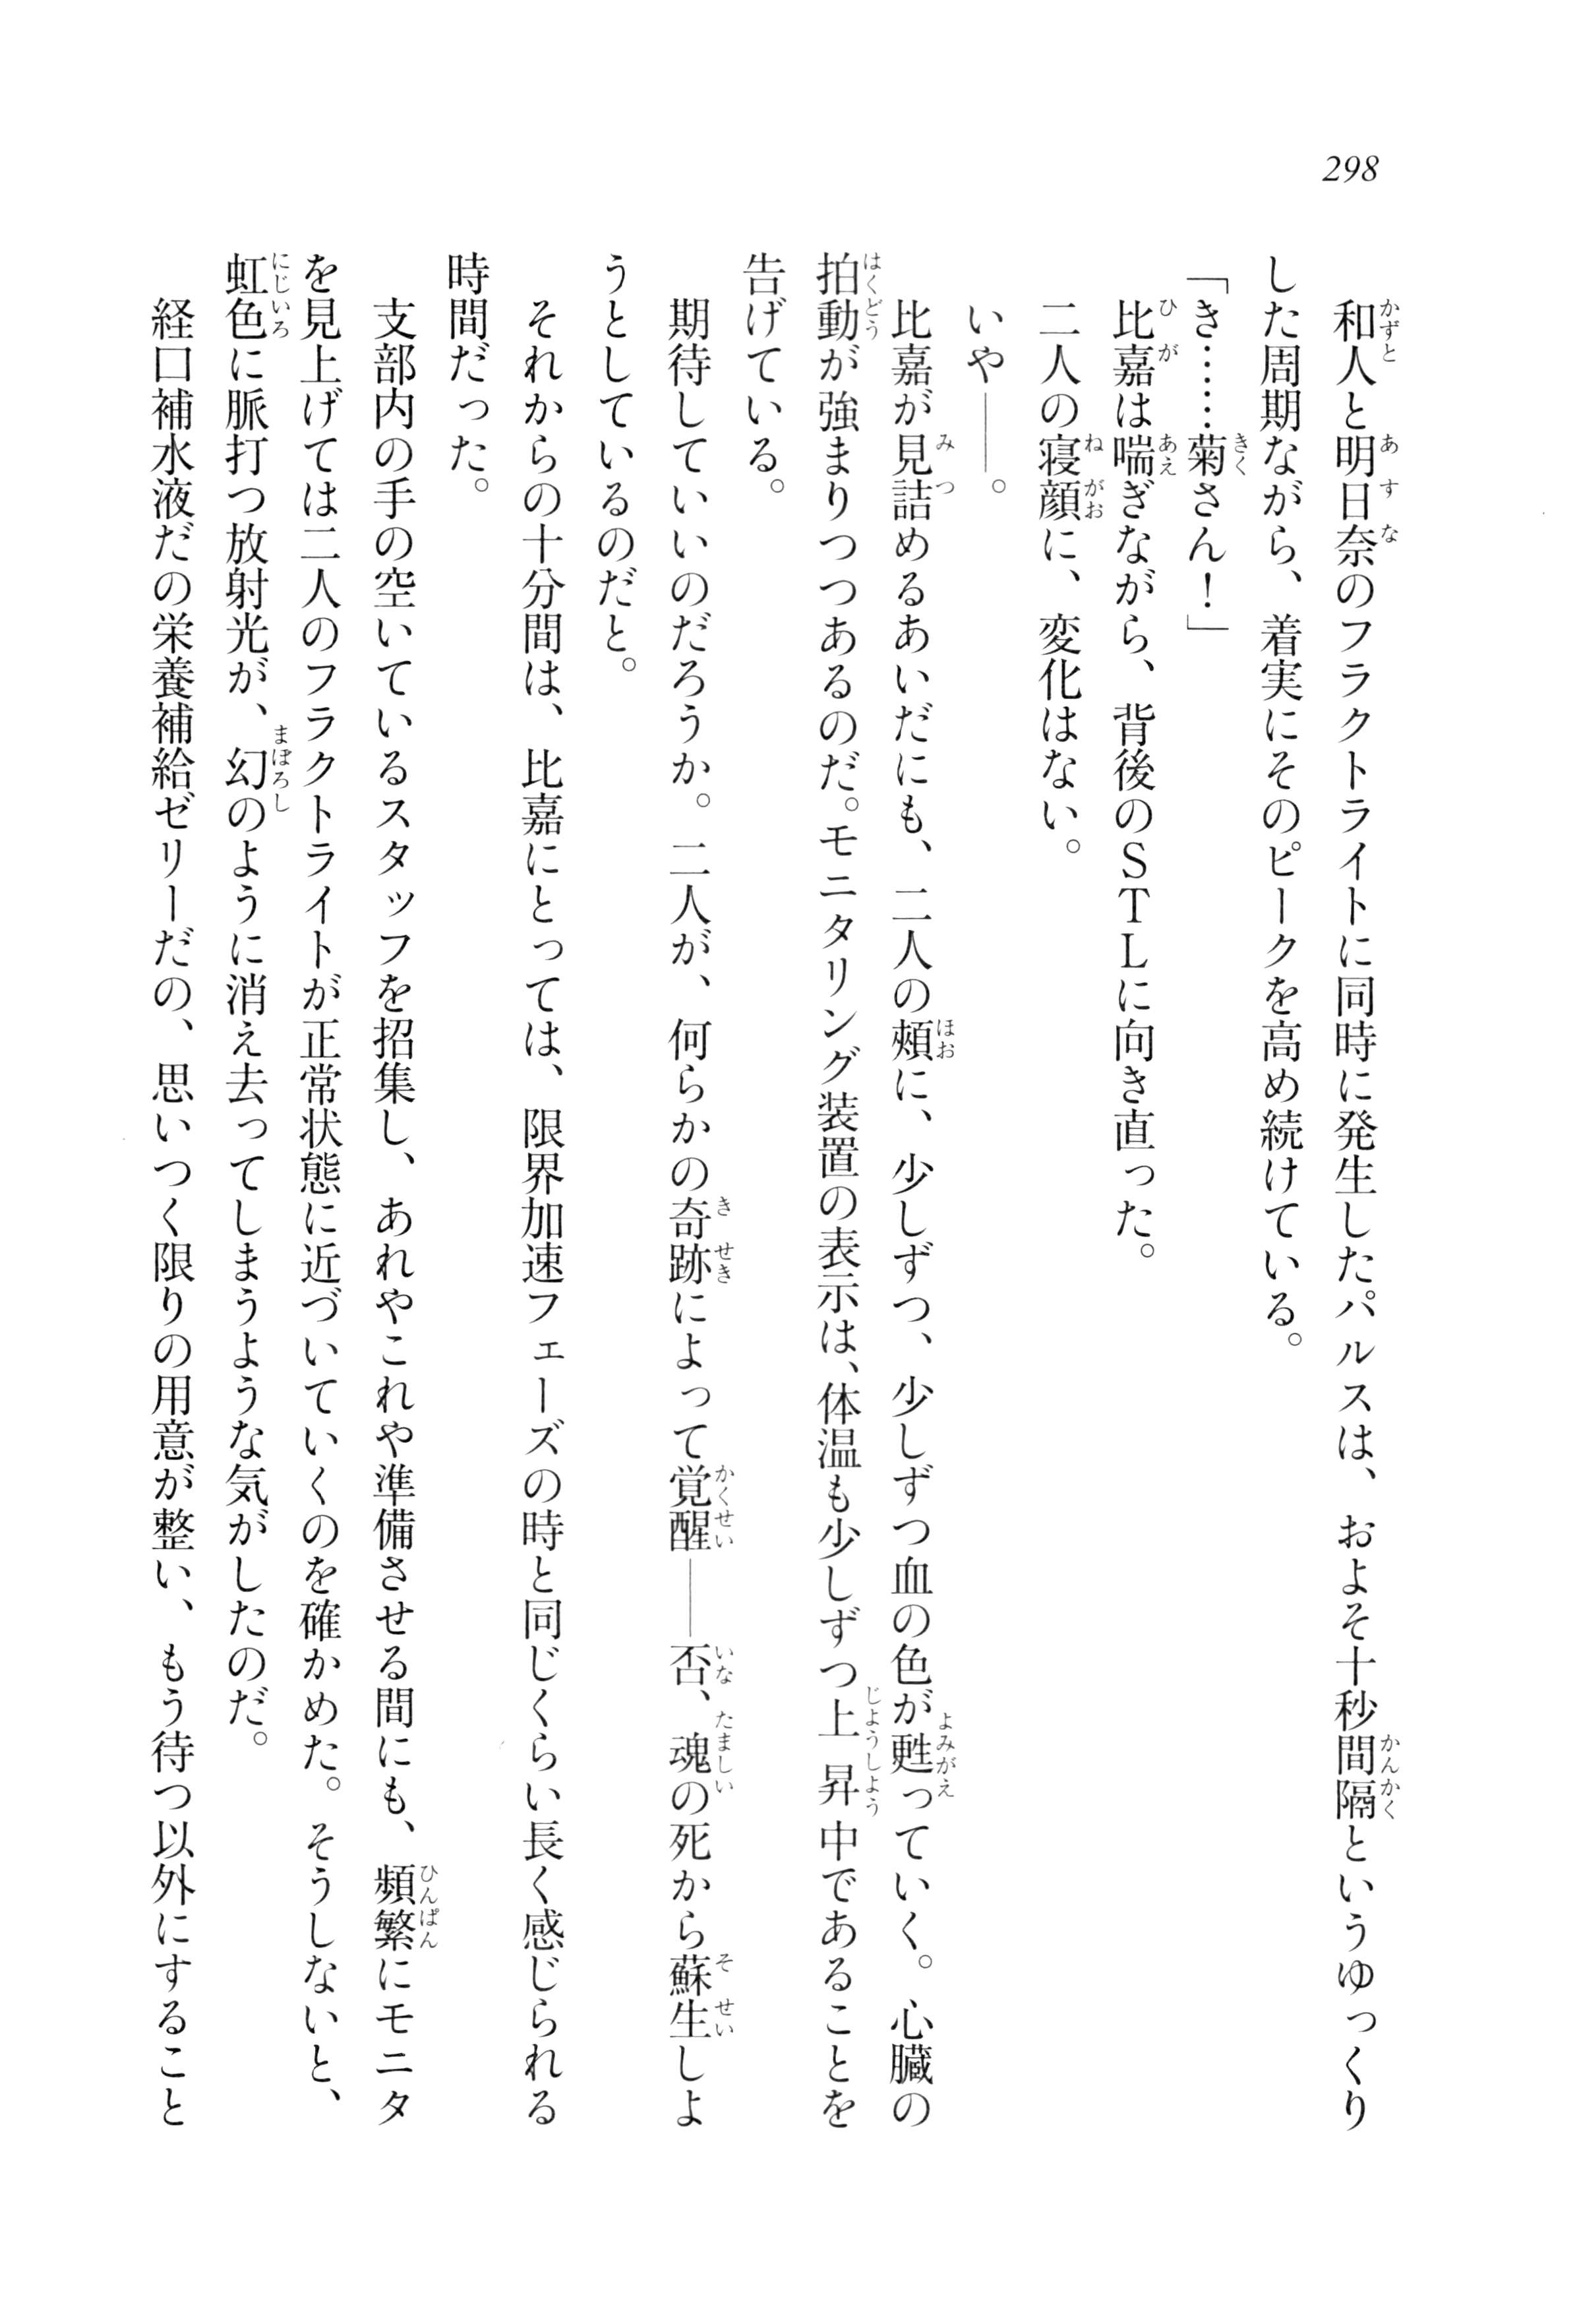 298
和人と明日奈のフラクトライトに同時に発生したパルスは、およそ十秒間隔というゆっくり
した周期ながら、着実にそのピークを高め続けている。
「き……菊さん！」
比嘉は喘ぎながら、背後のＳＴＬに向き直った。
二人の寝顔に、変化はない。
いや――。
比嘉が見詰めるあいだにも、二人の頰に、少しずつ、少しずつ血の色が甦っていく。心臓の
拍動が強まりつつあるのだ。モニタリング装置の表示は、体温も少しずつ上昇中であることを
告げている。
期待していいのだろうか。二人が、何らかの奇跡によって覚醒――否、魂の死から蘇生しよ
うとしているのだと。
それからの十分間は、比嘉にとっては、限界加速フェーズの時と同じくらい長く感じられる
時間だった。
支部内の手の空いているスタッフを招集し、あれやこれや準備させる間にも、頻繁にモニタ
を見上げては二人のフラクトライトが正常状態に近づいていくのを確かめた。そうしないと、
虹色に脈打つ放射光が、幻のように消え去ってしまうような気がしたのだ。
経口補水液だの栄養補給ゼリーだの、思いつく限りの用意が整い、もう待つ以外にすること